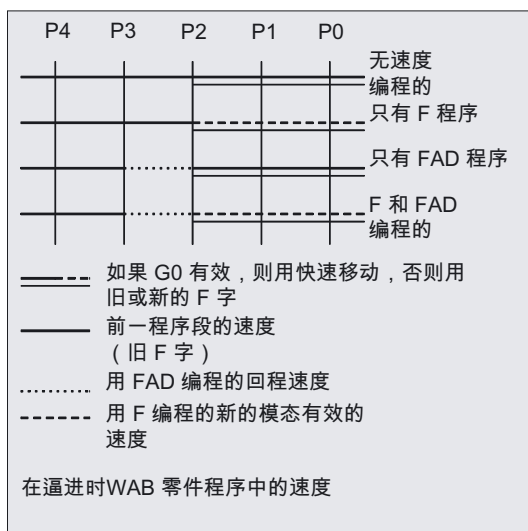 P4 P3 P2 P1 P0
无速度
编程的
只有 F 程序
只有 FAD 程序
F 和 FAD
编程的
如果 G0 有效，则用快速移动，否则用
旧或新的 F 字
前一程序段的速度
（旧 F 字）
用 FAD 编程的回程速度
用 F 编程的新的模态有效的
速度
在逼进时WAB 零件程序中的速度